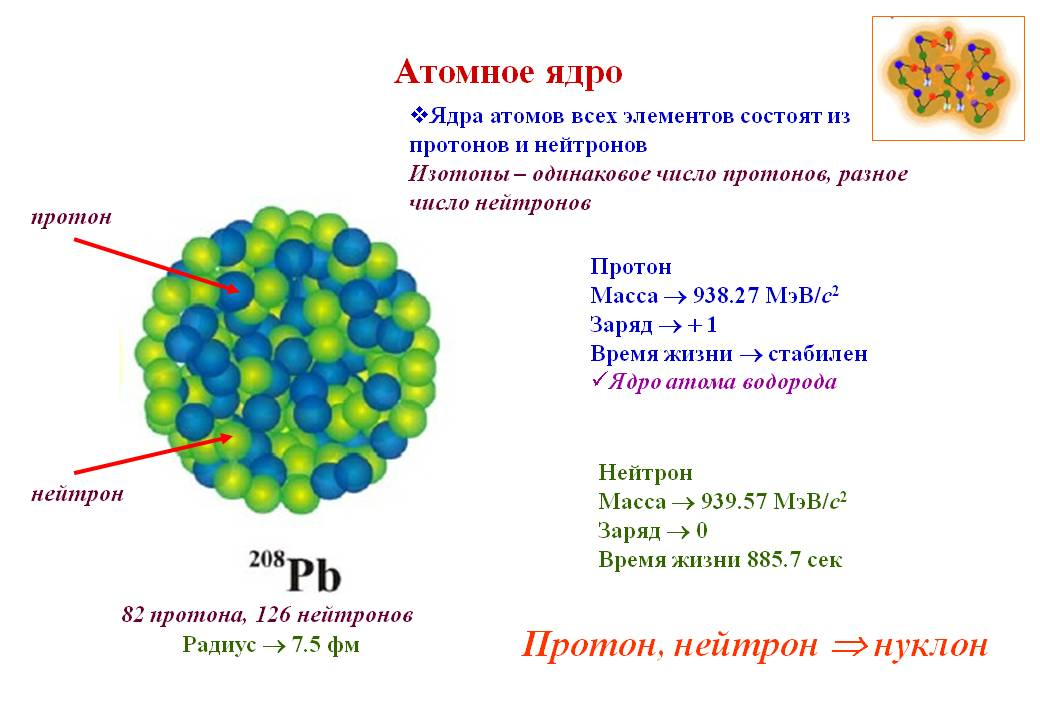 Атомное ядро
❖Ядра атомов всех элементов состоят из
протонов и нейтронов
Изотопы – одинаковое число протонов, разное
число нейтронов
протон
нейтрон
²⁰⁸Pb
82 протона, 126 нейтронов
Радиус → 7.5 фм
Протон
Масса → 938.27 МэВ/c²
Заряд → +1
Время жизни → стабилен
✓Ядро атома водорода
Нейтрон
Масса → 939.57 МэВ/c²
Заряд → 0
Время жизни 885.7 сек
Протон, нейтрон ⇒ нуклон